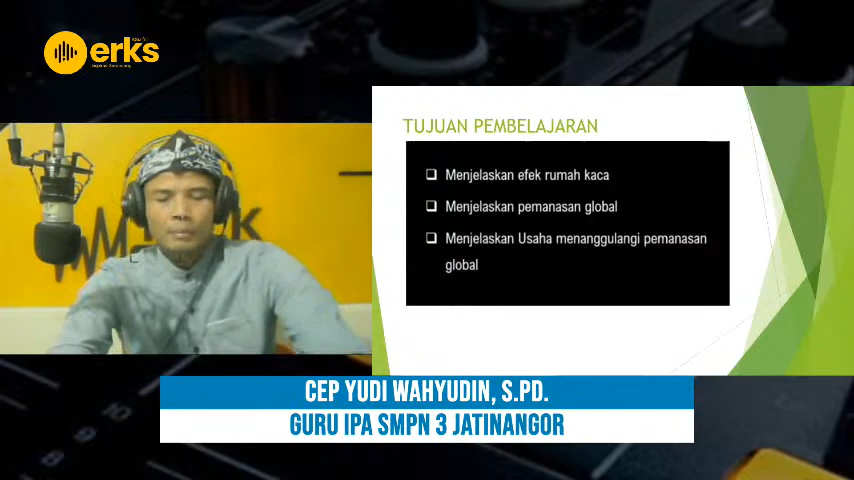 erks
TUJUAN PEMBELAJARAN
Menjelaskan efek rumah kaca
Menjelaskan pemanasan global
Menjelaskan Usaha menanggulangi pemanasan
global
CEP YUDI WAHYUDIN, S.PD.
GURU IPA SMPN 3 JATINANGOR